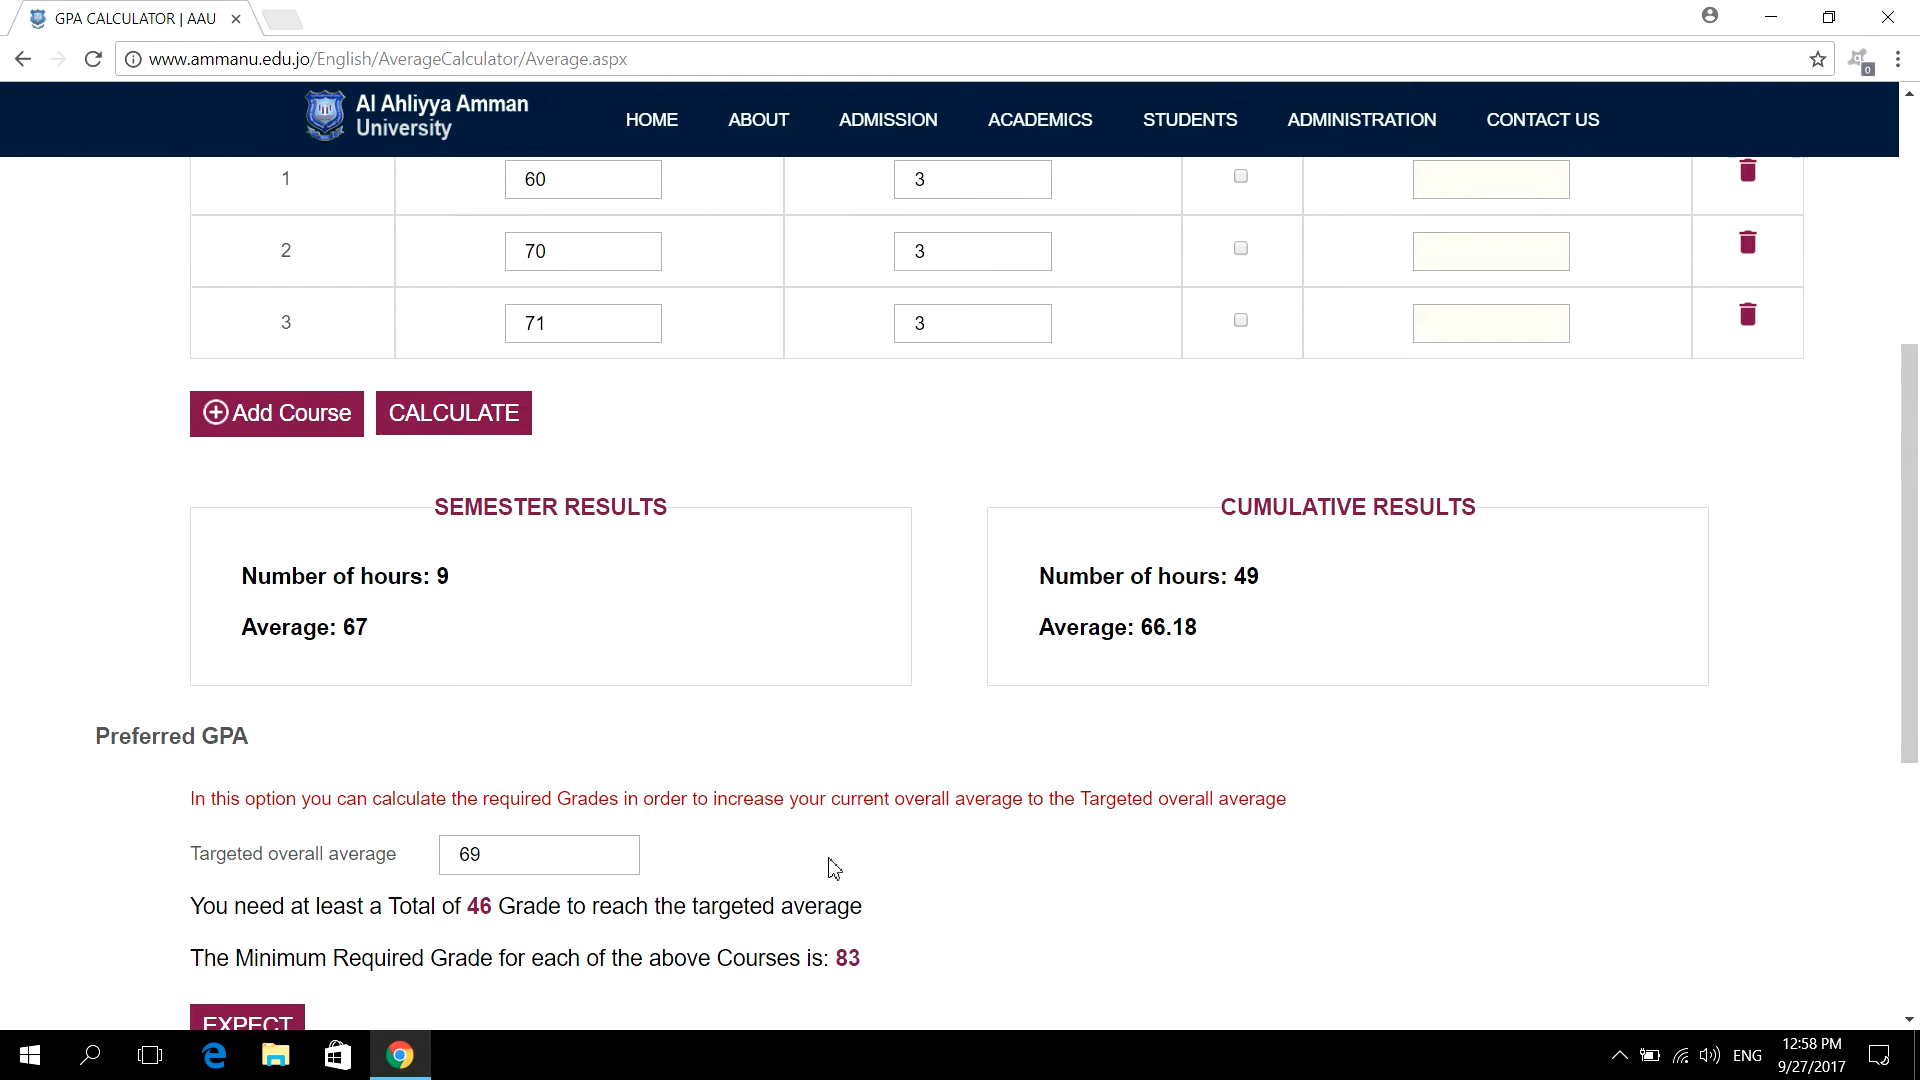 GPA CALCULATOR | AAU
www.ammanu.edu.jo/English/AverageCalculator/Average.aspx
0
Al Ahliyya Amman
University
HOME ABOUT ADMISSION ACADEMICS STUDENTS ADMINISTRATION CONTACT US
1 60 3
2 70 3
3 71 3
Add Course CALCULATE
SEMESTER RESULTS CUMULATIVE RESULTS
Number of hours: 9 Number of hours: 49
Average: 67 Average: 66.18
Preferred GPA
In this option you can calculate the required Grades in order to increase your current overall average to the Targeted overall average
Targeted overall average 69
You need at least a Total of 46 Grade to reach the targeted average
The Minimum Required Grade for each of the above Courses is: 83
EXPECT
ENG
12:58 PM
9/27/2017